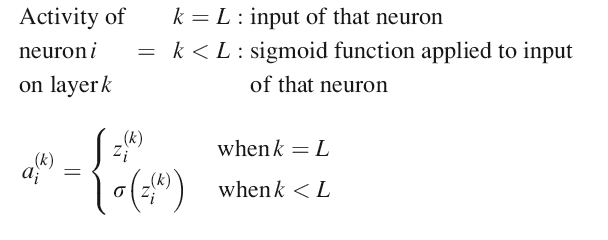 Activity of k = L : input of that neuron
neuron i = k < L : sigmoid function applied to input
on layer k of that neuron
a_i^{(k)} = { z_i^{(k)} when k = L
σ(z_i^{(k)}) when k < L